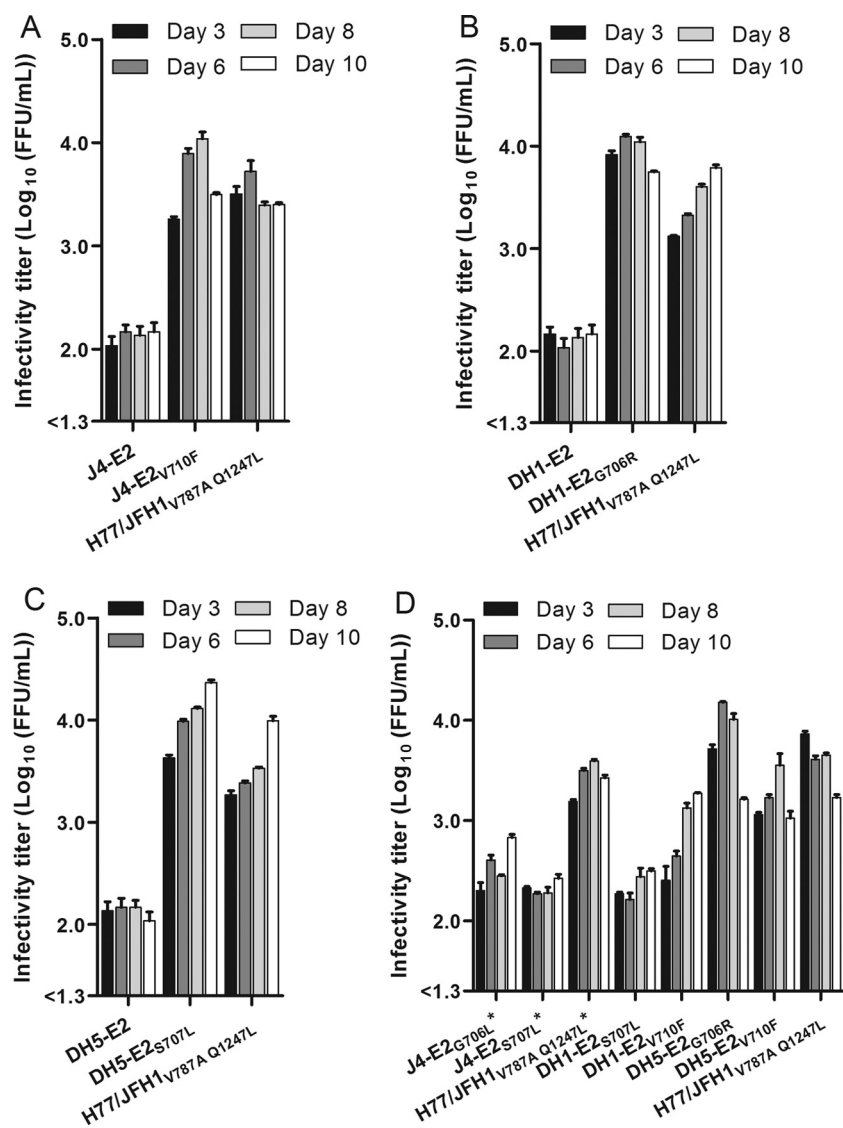 A
Day 3 Day 8
Day 6 Day 10
Infectivity titer (Log10 (FFU/mL))
5.0
4.0
3.0
2.0
<1.3
J4-E2
J4-E2V710F
H77/JFH1V787A Q1247L
B
Day 3 Day 8
Day 6 Day 10
Infectivity titer (Log10 (FFU/mL))
5.0
4.0
3.0
2.0
<1.3
DH1-E2
DH1-E2G706R
H77/JFH1V787A Q1247L
C
Day 3 Day 8
Day 6 Day 10
Infectivity titer (Log10 (FFU/mL))
5.0
4.0
3.0
2.0
<1.3
DH5-E2
DH5-E2S707L
H77/JFH1V787A Q1247L
D
Day 3 Day 8
Day 6 Day 10
Infectivity titer (Log10 (FFU/mL))
5.0
4.0
3.0
2.0
<1.3
J4-E2G706L*
J4-E2S707L*
H77/JFH1V787A Q1247L*
DH1-E2S707L
DH1-E2V710F
DH5-E2G706R
DH5-E2V710F
H77/JFH1V787A Q1247L